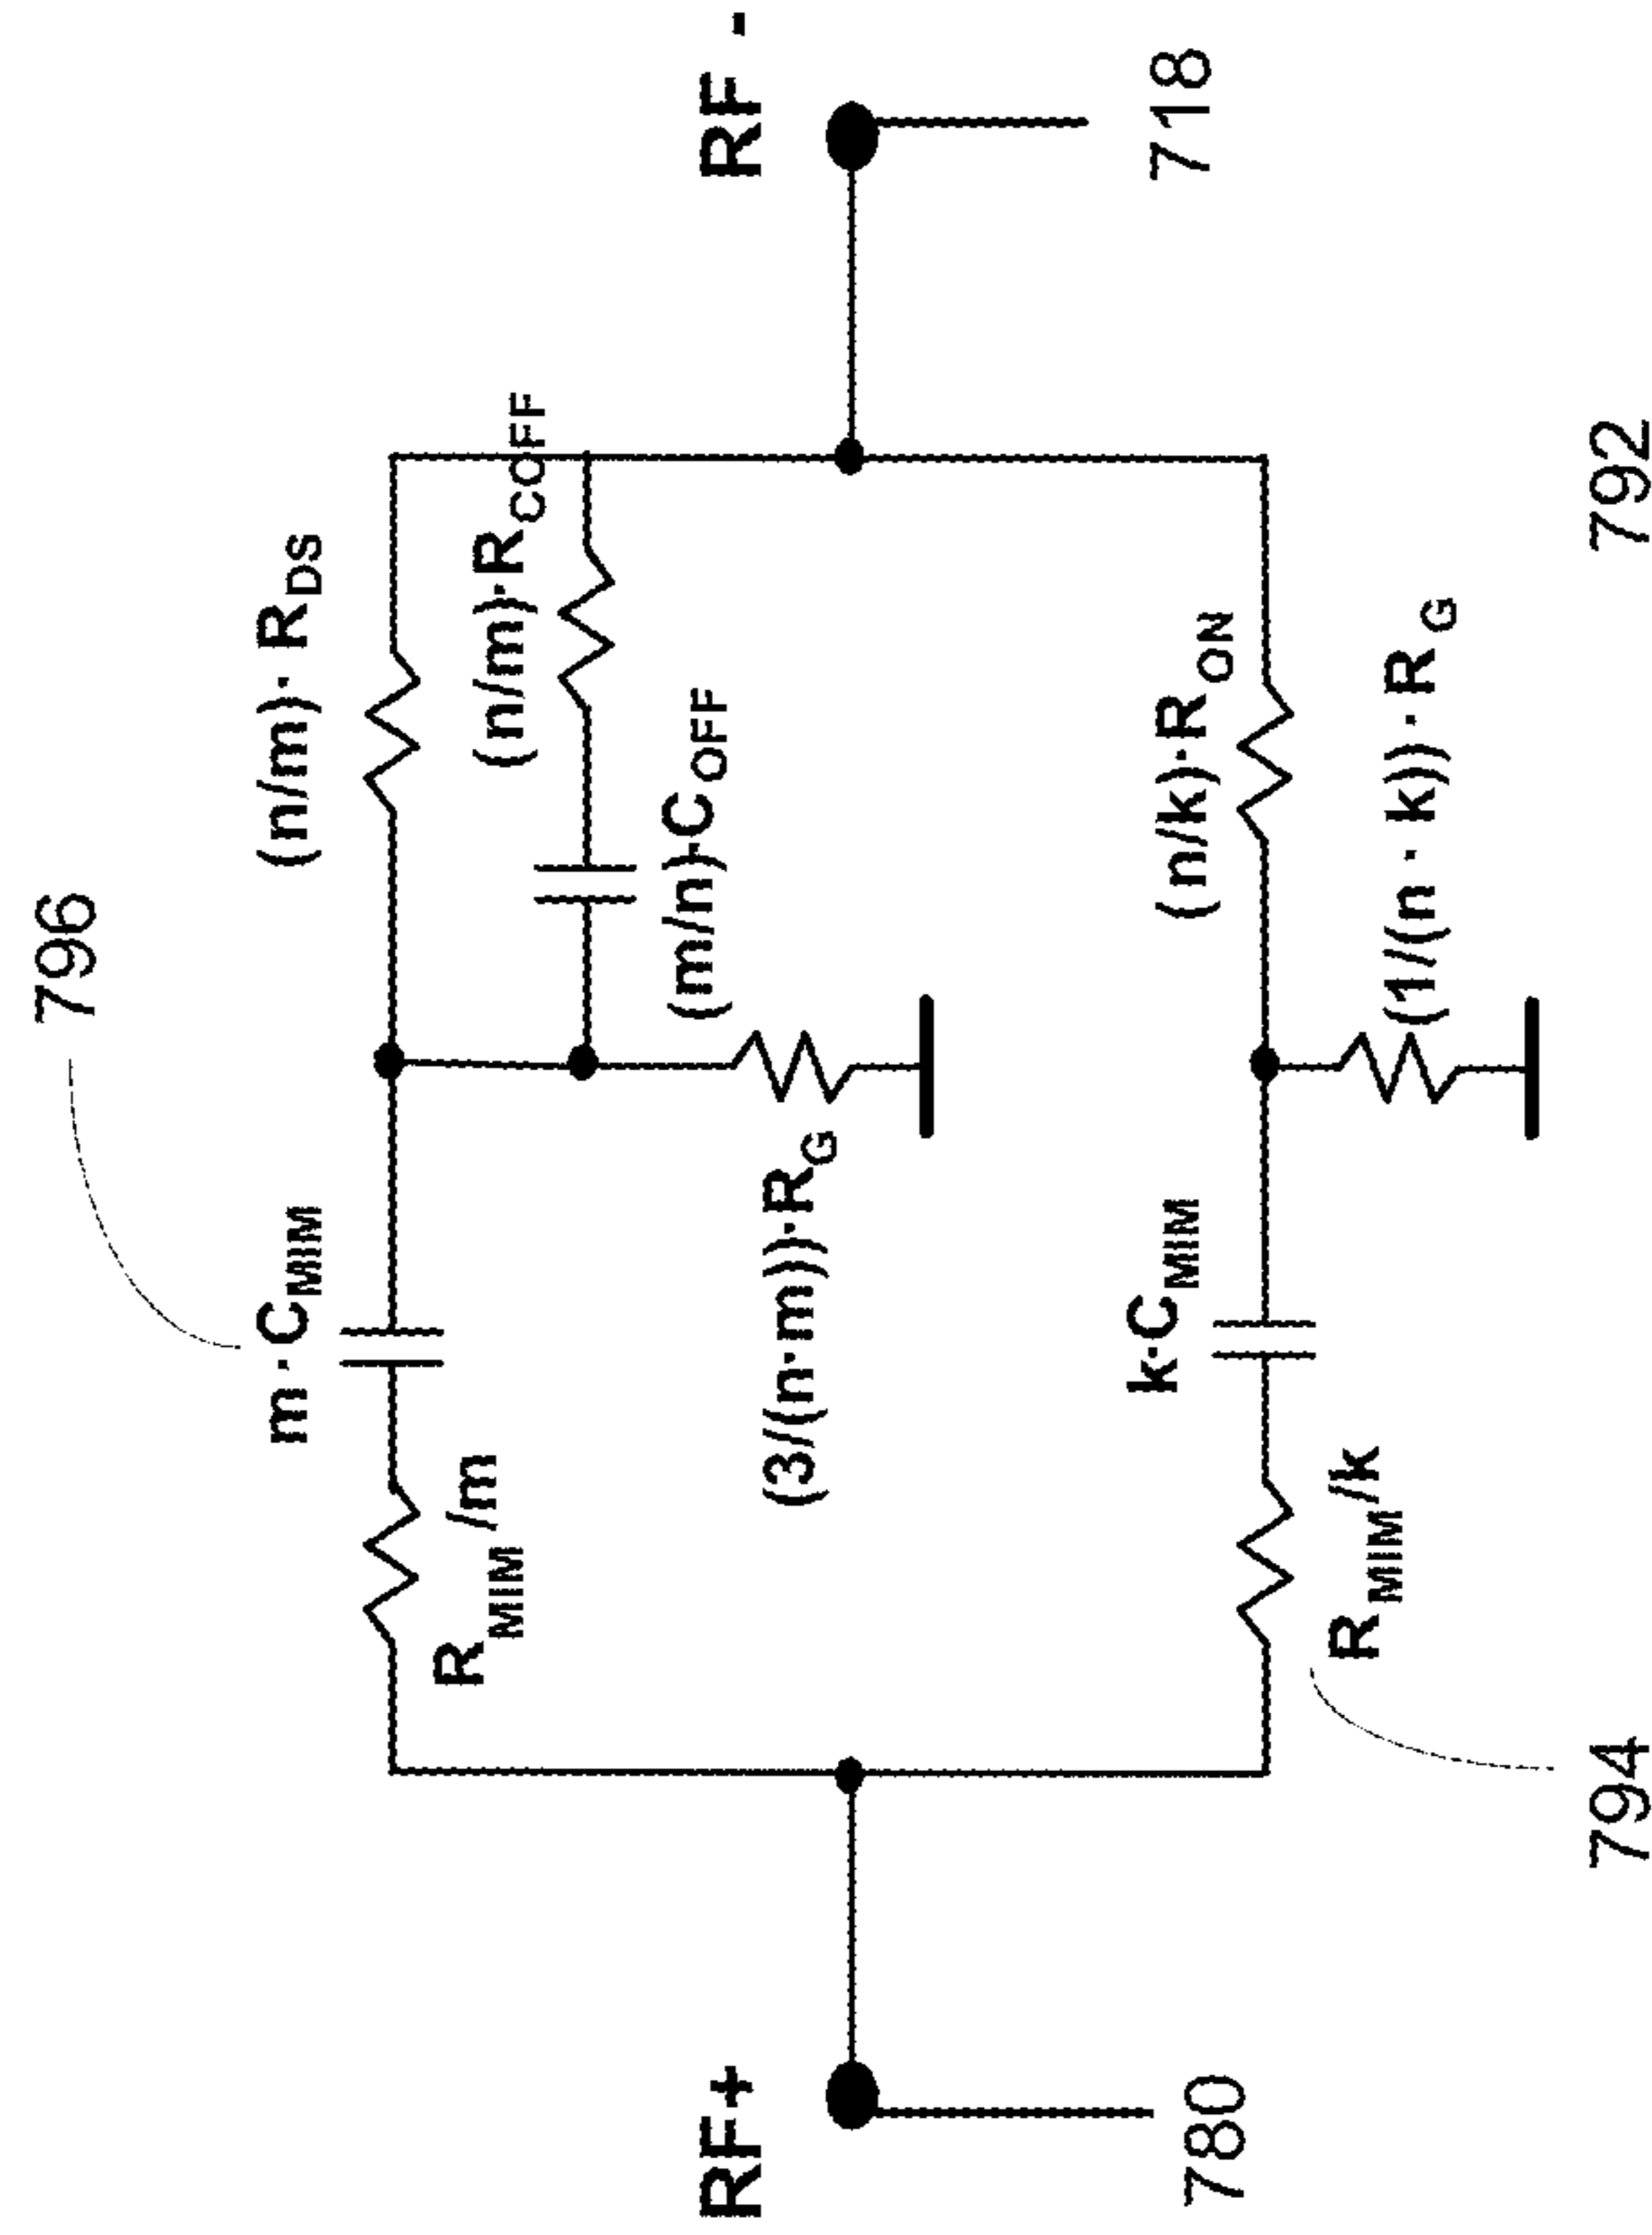 796
(n/m)· R_DS
m · C_MIM
(n/m)·R_COFF
R_MIM/m
(m/n)·C_OFF
(3/(n·m))·R_G
RF+
RF -
780
718
k·C_MIM
(n/k)·R_ON
R_MIM/k
(1/(n · k)) · R_G
794
792